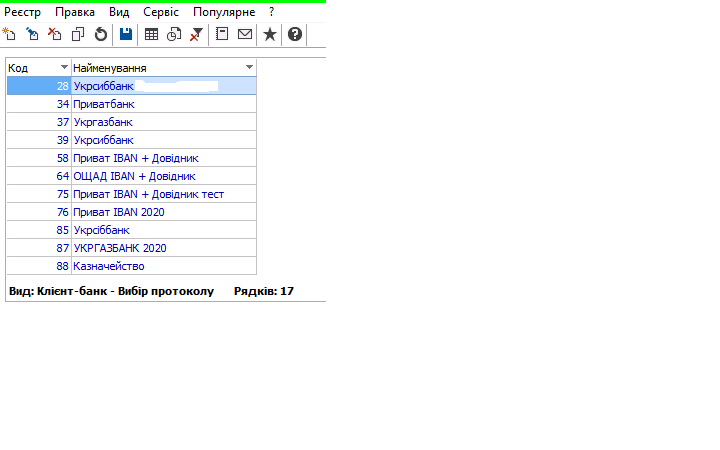 Реєстр Правка Вид Сервіс Популярне ?
Код Найменування
28 Укрсиббанк
34 Приватбанк
37 Укргазбанк
39 Укрсиббанк
58 Приват IBAN + Довідник
64 ОЩАД IBAN + Довідник
75 Приват IBAN + Довідник тест
76 Приват IBAN 2020
85 Укрсіббанк
87 УКРГАЗБАНК 2020
88 Казначейство
Вид: Клієнт-банк - Вибір протоколу Рядків: 17